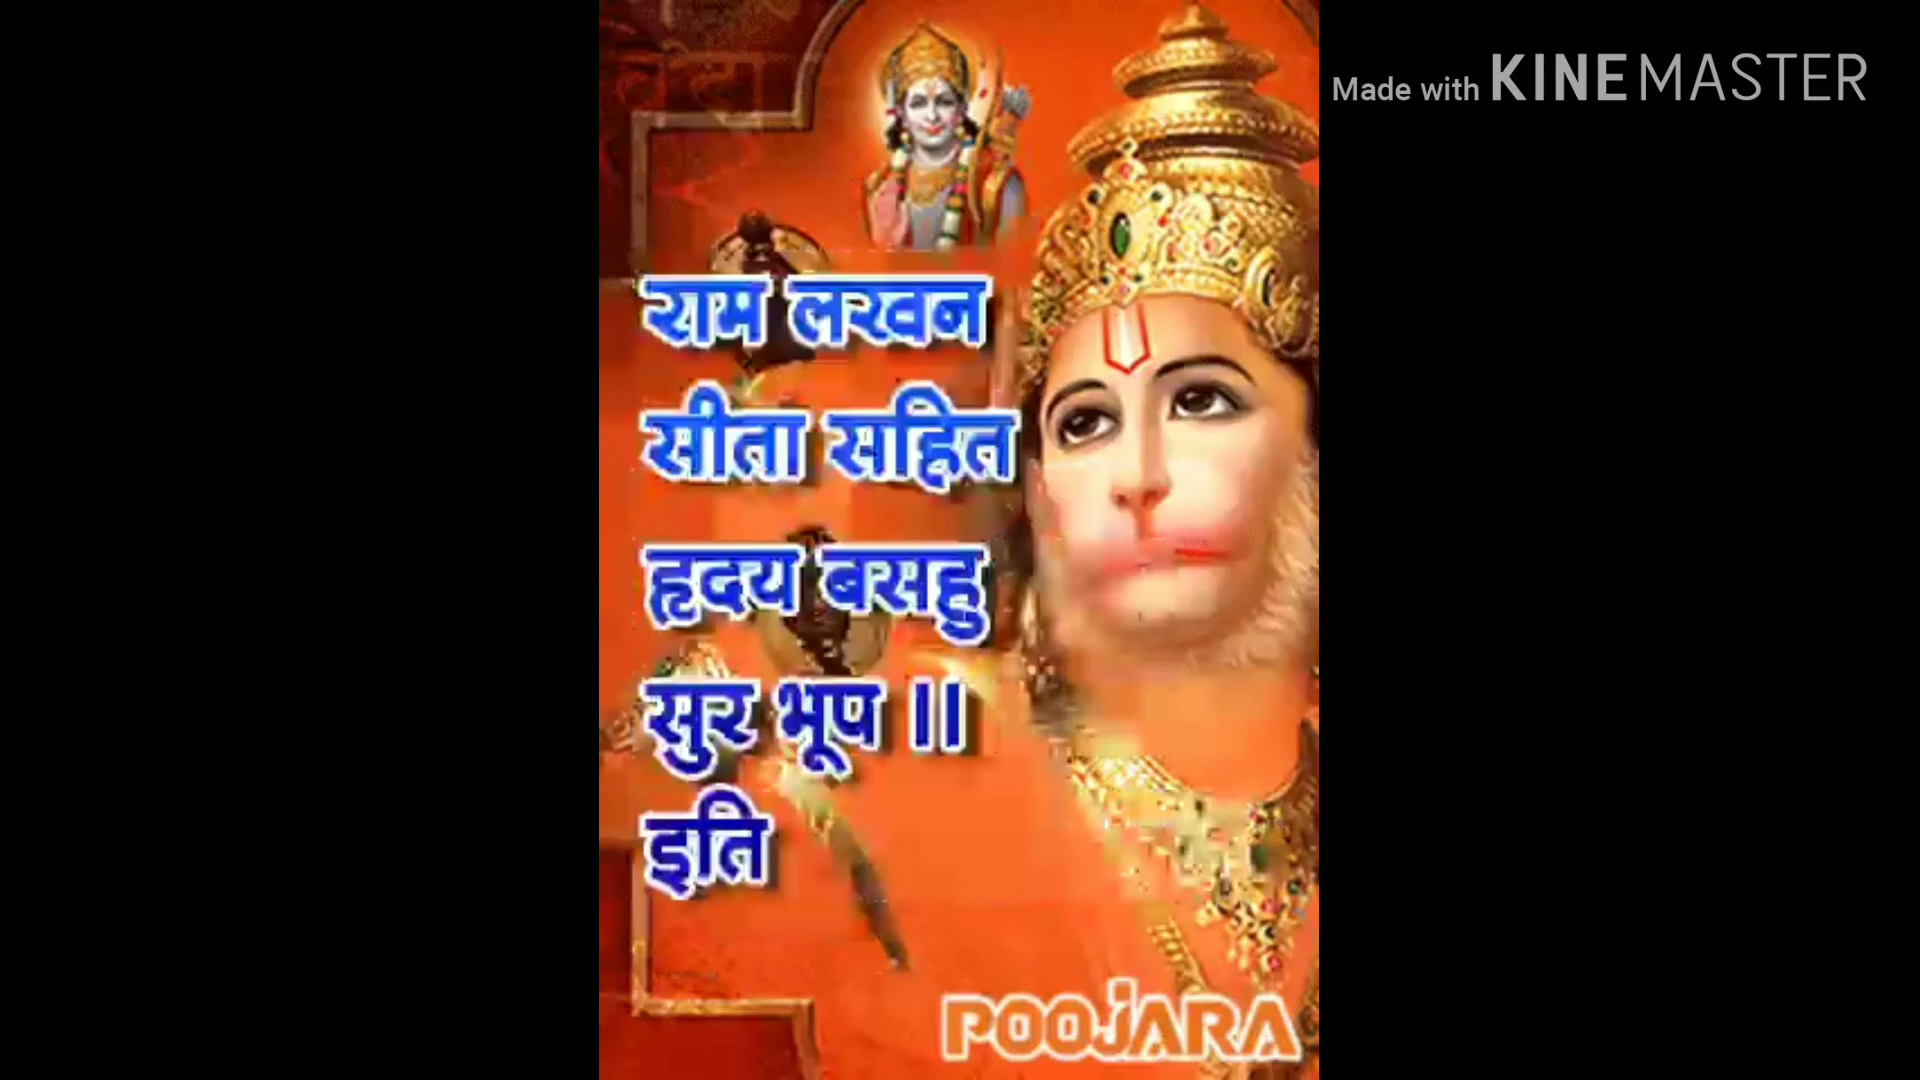 Made with KINEMASTER
राम लखन
सीता सहित
हृदय बसहु
सुर भूप ।।
इति
POOJARA